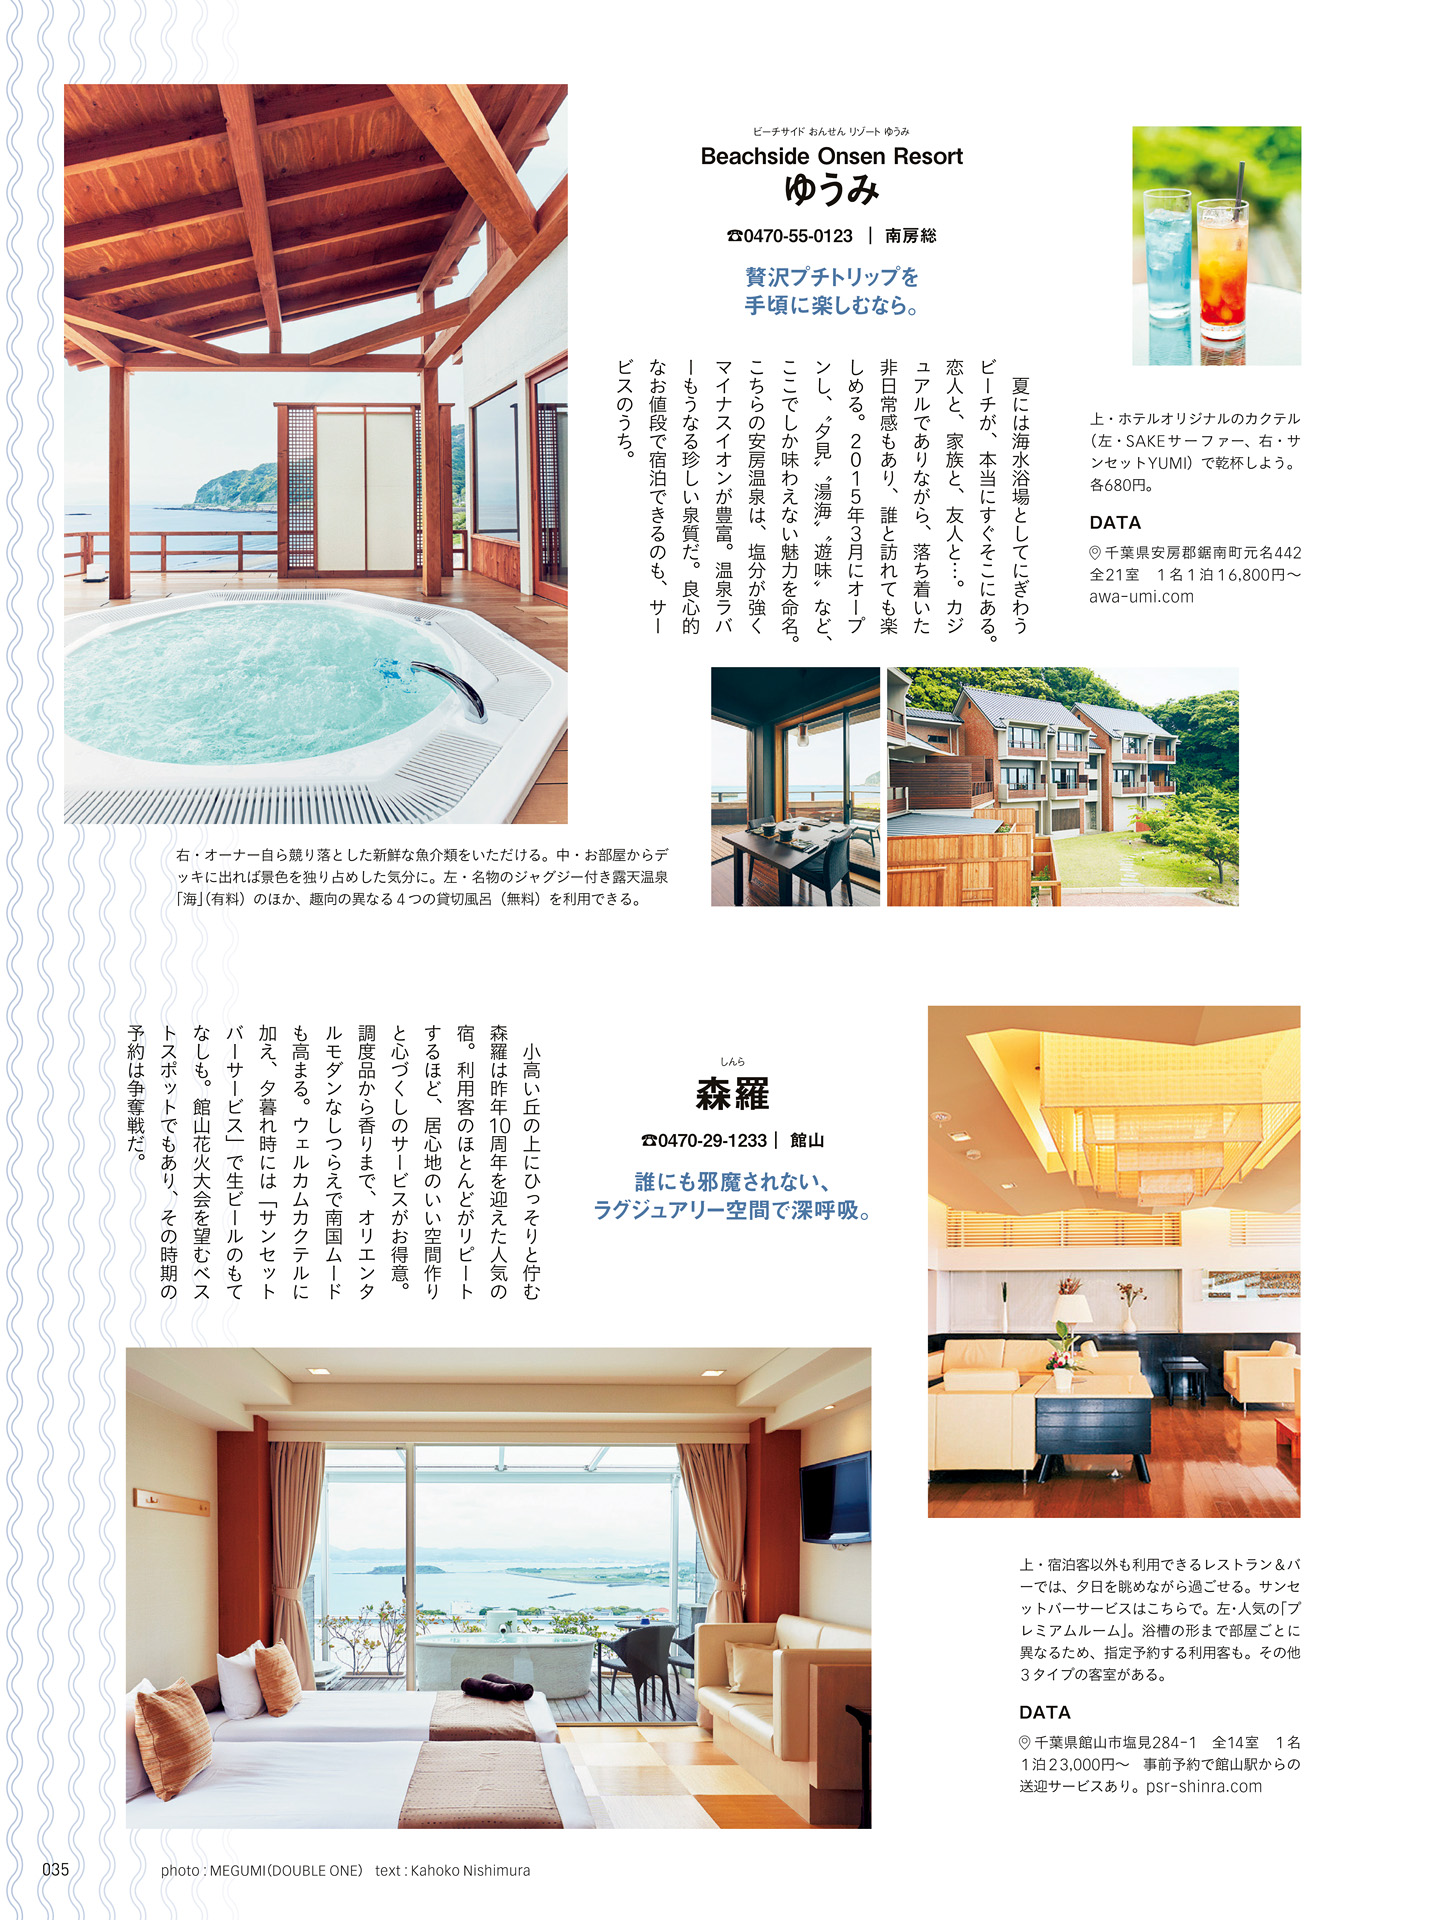 ビーチサイド おんせん リゾート ゆうみ
Beachside Onsen Resort
ゆうみ
☎0470-55-0123 | 南房総
贅沢プチトリップを
手頃に楽しむなら。
夏には海水浴場としてにぎわう
ビーチが、本当にすぐそこにある。
恋人と、家族と、友人と…。カジ
ュアルでありながら、落ち着いた
非日常感もあり、誰と訪れても楽
しめる。2015年3月にオープ
ンし、〝夕見〟〝湯海〟〝遊味〟など、
ここでしか味わえない魅力を命名。
こちらの安房温泉は、塩分が強く
マイナスイオンが豊富。温泉ラバ
ーもうなる珍しい泉質だ。良心的
なお値段で宿泊できるのも、サー
ビスのうち。
上・ホテルオリジナルのカクテル
（左・SAKEサーファー、右・サ
ンセットYUMI）で乾杯しよう。
各680円。
DATA
千葉県安房郡鋸南町元名442
全21室　1名1泊16,800円〜
awa-umi.com
右・オーナー自ら競り落とした新鮮な魚介類をいただける。中・お部屋からデ
ッキに出れば景色を独り占めした気分に。左・名物のジャグジー付き露天温泉
「海」（有料）のほか、趣向の異なる4つの貸切風呂（無料）を利用できる。
しんら
森羅
☎0470-29-1233 | 館山
誰にも邪魔されない、
ラグジュアリー空間で深呼吸。
小高い丘の上にひっそりと佇む
森羅は昨年10周年を迎えた人気の
宿。利用客のほとんどがリピート
するほど、居心地のいい空間作り
と心づくしのサービスがお得意。
調度品から香りまで、オリエンタ
ルモダンなしつらえで南国ムード
も高まる。ウェルカムカクテルに
加え、夕暮れ時には「サンセット
バーサービス」で生ビールのもて
なしも。館山花火大会を望むベス
トスポットでもあり、その時期の
予約は争奪戦だ。
上・宿泊客以外も利用できるレストラン＆バ
ーでは、夕日を眺めながら過ごせる。サンセ
ットバーサービスはこちらで。左・人気の「プ
レミアムルーム」。浴槽の形まで部屋ごとに
異なるため、指定予約する利用客も。その他
3タイプの客室がある。
DATA
千葉県館山市塩見284-1　全14室　1名
1泊23,000円〜　事前予約で館山駅からの
送迎サービスあり。psr-shinra.com
035
photo : MEGUMI（DOUBLE ONE） text : Kahoko Nishimura